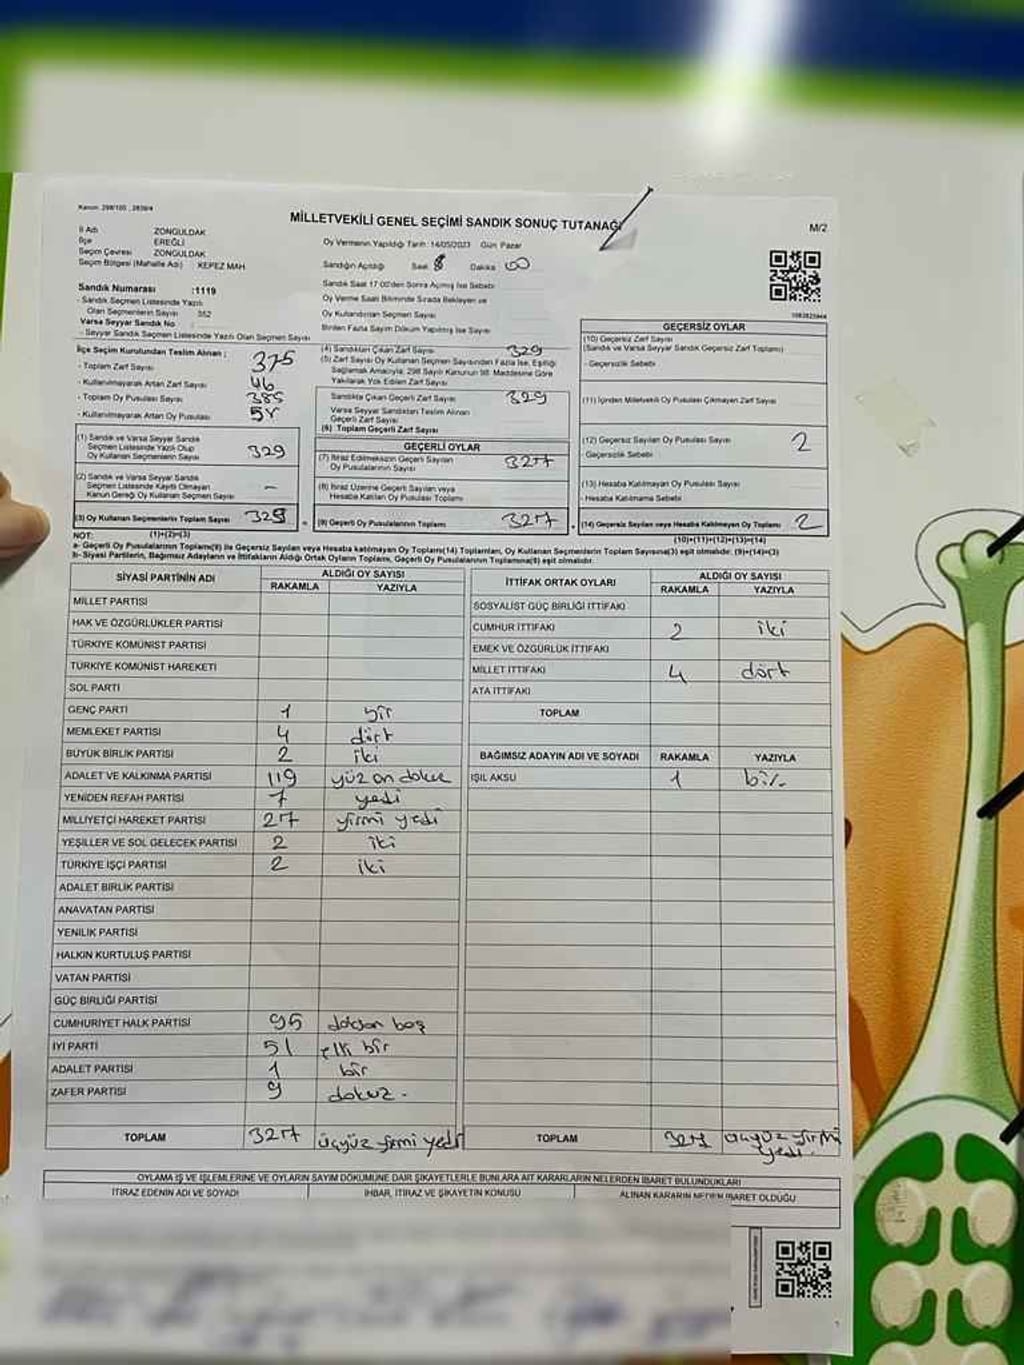 Kanun: 298/105 , 2839/4
MİLLETVEKİLİ GENEL SEÇİMİ SANDIK SONUÇ TUTANAĞI
M/2
İl Adı ZONGULDAK
İlçe EREĞLİ
Seçim Çevresi ZONGULDAK
Seçim Bölgesi (Mahalle Adı) : KEPEZ MAH
Sandık Numarası :1119
- Sandık Seçmen Listesinde Yazılı
Olan Seçmenlerin Sayısı 352
Varsa Seyyar Sandık No :
- Seyyar Sandık Seçmen Listesinde Yazılı Olan Seçmen Sayısı
Oy Vermenin Yapıldığı Tarih: 14/05/2023 Gün Pazar
Sandığın Açıldığı Saat 8 Dakika 00
Sandık Saat 17:00'den Sonra Açılmış İse Sebebi
Oy Verme Saati Bitiminde Sırada Bekleyen ve
Oy Kullandırılan Seçmen Sayısı
Birden Fazla Sayım Döküm Yapılmış İse Sayısı
İlçe Seçim Kurulundan Teslim Alınan :
- Toplam Zarf Sayısı 375
- Kullanılmayarak Artan Zarf Sayısı 46
- Toplam Oy Pusulası Sayısı 385
- Kullanılmayarak Artan Oy Pusulası
(1) Sandık ve Varsa Seyyar Sandık
Seçmen Listesinde Yazılı Olup
Oy Kullanan Seçmenlerin Sayısı 329
(2) Sandık ve Varsa Seyyar Sandık
Seçmen Listesinde Kayıtlı Olmayan
Kanun Gereği Oy Kullanan Seçmen Sayısı -
(3) Oy Kullanan Seçmenlerin Toplam Sayısı 329
(1)+(2)=(3)
(4) Sandıktan Çıkan Zarf Sayısı 329
(5) Zarf Sayısı Oy Kullanan Seçmen Sayısından Fazla İse, Eşitliği
Sağlamak Amacıyla, 298 Sayılı Kanunun 98. Maddesine Göre
Yakılarak Yok Edilen Zarf Sayısı
Sandıkta Çıkan Geçerli Zarf Sayısı 329
Varsa Seyyar Sandıktan Teslim Alınan
Geçerli Zarf Sayısı
(6) Toplam Geçerli Zarf Sayısı
GEÇERLİ OYLAR
(7) İtiraz Edilmeksizin Geçerli Sayılan
Oy Pusulalarının Sayısı 327
(8) İtiraz Üzerine Geçerli Sayılan veya
Hesaba Katılan Oy Pusulası Toplamı
(9) Geçerli Oy Pusulalarının Toplamı 327
GEÇERSİZ OYLAR
(10) Geçersiz Zarf Sayısı
(Sandık ve Varsa Seyyar Sandık Geçersiz Zarf Toplamı)
- Geçersizlik Sebebi
(11) İçinden Milletvekili Oy Pusulası Çıkmayan Zarf Sayısı
(12) Geçersiz Sayılan Oy Pusulası Sayısı 2
- Geçersizlik Sebebi
(13) Hesaba Katılmayan Oy Pusulası Sayısı
- Hesaba Katılmama Sebebi
(14) Geçersiz Sayılan veya Hesaba Katılmayan Oy Toplamı 2
(10)+(11)+(12)+(13)=(14)
NOT:
a- Geçerli Oy Pusulalarının Toplamı(9) ile Geçersiz Sayılan veya Hesaba katılmayan Oy Toplamı(14) Toplamları, Oy Kullanan Seçmenlerin Toplam Sayısına(3) eşit olmalıdır. (9)+(14)=(3)
b- Siyasi Partilerin, Bağımsız Adayların ve İttifakların Aldığı Ortak Oyların Toplamı, Geçerli Oy Pusulalarının Toplamına(9) eşit olmalıdır.
SİYASİ PARTİNİN ADI ALDIĞI OY SAYISI
RAKAMLA YAZIYLA
MİLLET PARTİSİ
HAK VE ÖZGÜRLÜKLER PARTİSİ
TÜRKİYE KOMÜNİST PARTİSİ
TÜRKİYE KOMÜNİST HAREKETİ
SOL PARTİ
GENÇ PARTİ 1 bir
MEMLEKET PARTİSİ 4 dört
BÜYÜK BİRLİK PARTİSİ 2 iki
ADALET VE KALKINMA PARTİSİ 119 yüz on dokuz
YENİDEN REFAH PARTİSİ 7 yedi
MİLLİYETÇİ HAREKET PARTİSİ 27 yirmi yedi
YEŞİLLER VE SOL GELECEK PARTİSİ 2 iki
TÜRKİYE İŞÇİ PARTİSİ 2 iki
ADALET BİRLİK PARTİSİ
ANAVATAN PARTİSİ
YENİLİK PARTİSİ
HALKIN KURTULUŞ PARTİSİ
VATAN PARTİSİ
GÜÇ BİRLİĞİ PARTİSİ
CUMHURİYET HALK PARTİSİ 95 doksan beş
İYİ PARTİ 51 elli bir
ADALET PARTİSİ 1 bir
ZAFER PARTİSİ 9 dokuz.
TOPLAM 327 üçyüz yirmi yedi
İTTİFAK ORTAK OYLARI ALDIĞI OY SAYISI
RAKAMLA YAZIYLA
SOSYALİST GÜÇ BİRLİĞİ İTTİFAKI
CUMHUR İTTİFAKI 2 iki
EMEK VE ÖZGÜRLÜK İTTİFAKI
MİLLET İTTİFAKI 4 dört
ATA İTTİFAKI
TOPLAM
BAĞIMSIZ ADAYIN ADI VE SOYADI RAKAMLA YAZIYLA
IŞIL AKSU 1 bir
TOPLAM 327 üçyüz yirmi
yedi.
OYLAMA İŞ VE İŞLEMLERİNE VE OYLARIN SAYIM DÖKÜMÜNE DAİR ŞİKAYETLERLE BUNLARA AİT KARARLARIN NELERDEN İBARET BULUNDUKLARI
İTİRAZ EDENİN ADI VE SOYADI İHBAR, İTİRAZ VE ŞİKAYETİN KONUSU ALINAN KARARIN NEDEN İBARET OLDUĞU